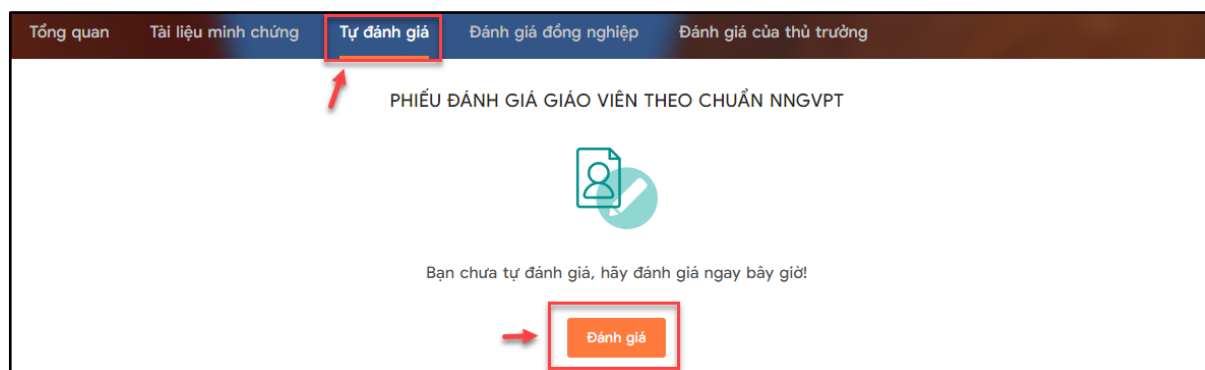 Tổng quan Tài liệu minh chứng Tự đánh giá Đánh giá đồng nghiệp Đánh giá của thủ trưởng
PHIẾU ĐÁNH GIÁ GIÁO VIÊN THEO CHUẨN NNGVPT
Bạn chưa tự đánh giá, hãy đánh giá ngay bây giờ!
Đánh giá